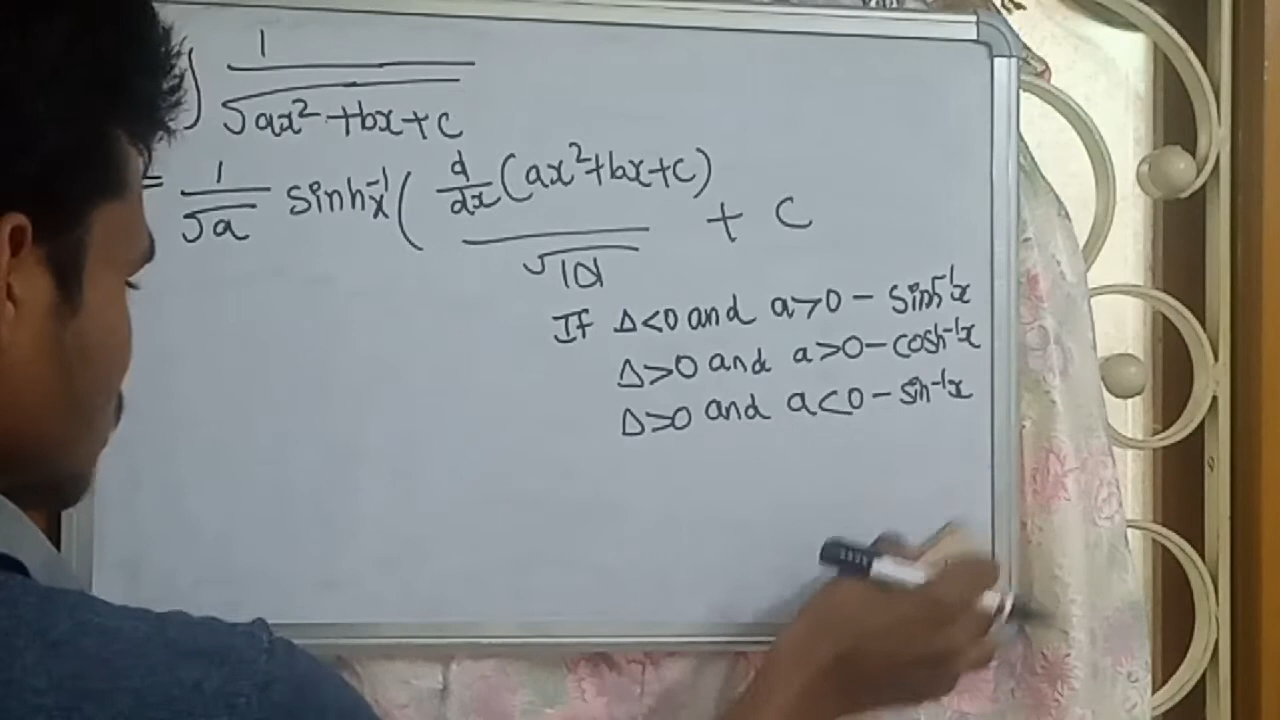 ∫ 1
√ax²+bx+c
= 1/√a sinh⁻¹x ( d/dx (ax²+bx+c) / √|Δ| + C
If Δ<0 and a>0 - sinh⁻¹x
Δ>0 and a>0 - cosh⁻¹x
Δ>0 and a<0 - sin⁻¹x